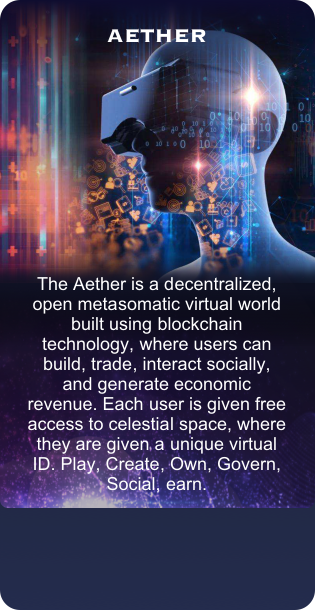 AETHER
The Aether is a decentralized,
open metasomatic virtual world
built using blockchain
technology, where users can
build, trade, interact socially,
and generate economic
revenue. Each user is given free
access to celestial space, where
they are given a unique virtual
ID. Play, Create, Own, Govern,
Social, earn.